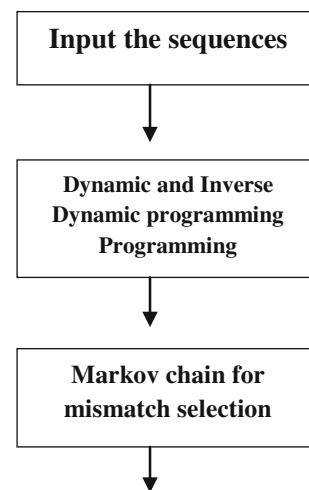 Input the sequences
Dynamic and Inverse
Dynamic programming
Programming
Markov chain for
mismatch selection